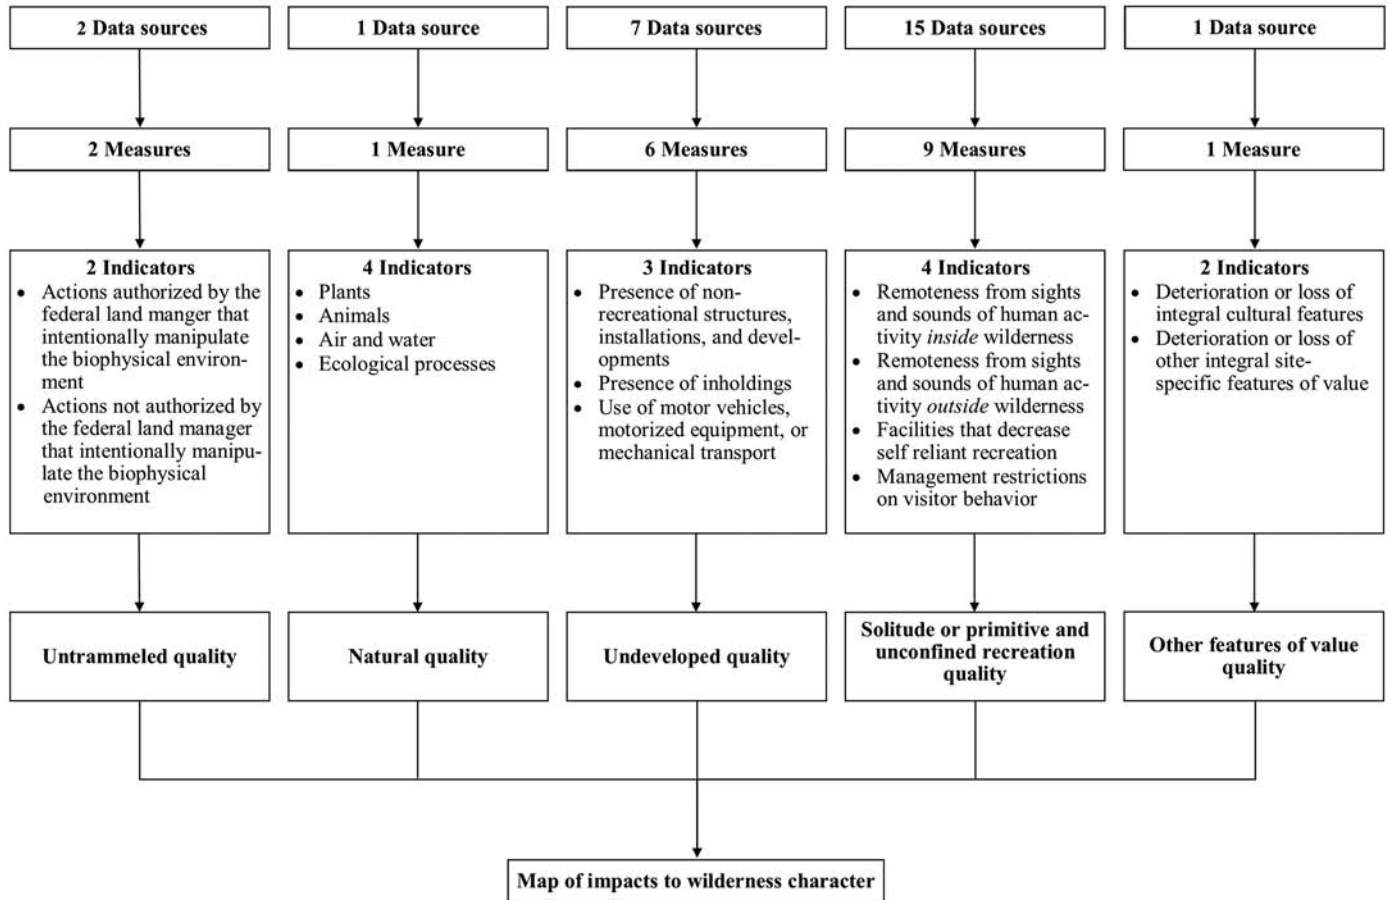 2 Data sources
1 Data source
7 Data sources
15 Data sources
1 Data source
2 Measures
1 Measure
6 Measures
9 Measures
1 Measure
2 Indicators
• Actions authorized by the
federal land manger that
intentionally manipulate
the biophysical environ-
ment
• Actions not authorized by
the federal land manager
that intentionally manipu-
late the biophysical
environment
4 Indicators
• Plants
• Animals
• Air and water
• Ecological processes
3 Indicators
• Presence of non-
recreational structures,
installations, and devel-
opments
• Presence of inholdings
• Use of motor vehicles,
motorized equipment, or
mechanical transport
4 Indicators
• Remoteness from sights
and sounds of human ac-
tivity inside wilderness
• Remoteness from sights
and sounds of human ac-
tivity outside wilderness
• Facilities that decrease
self reliant recreation
• Management restrictions
on visitor behavior
2 Indicators
• Deterioration or loss of
integral cultural features
• Deterioration or loss of
other integral site-
specific features of value
Untrammeled quality
Natural quality
Undeveloped quality
Solitude or primitive and
unconfined recreation
quality
Other features of value
quality
Map of impacts to wilderness character